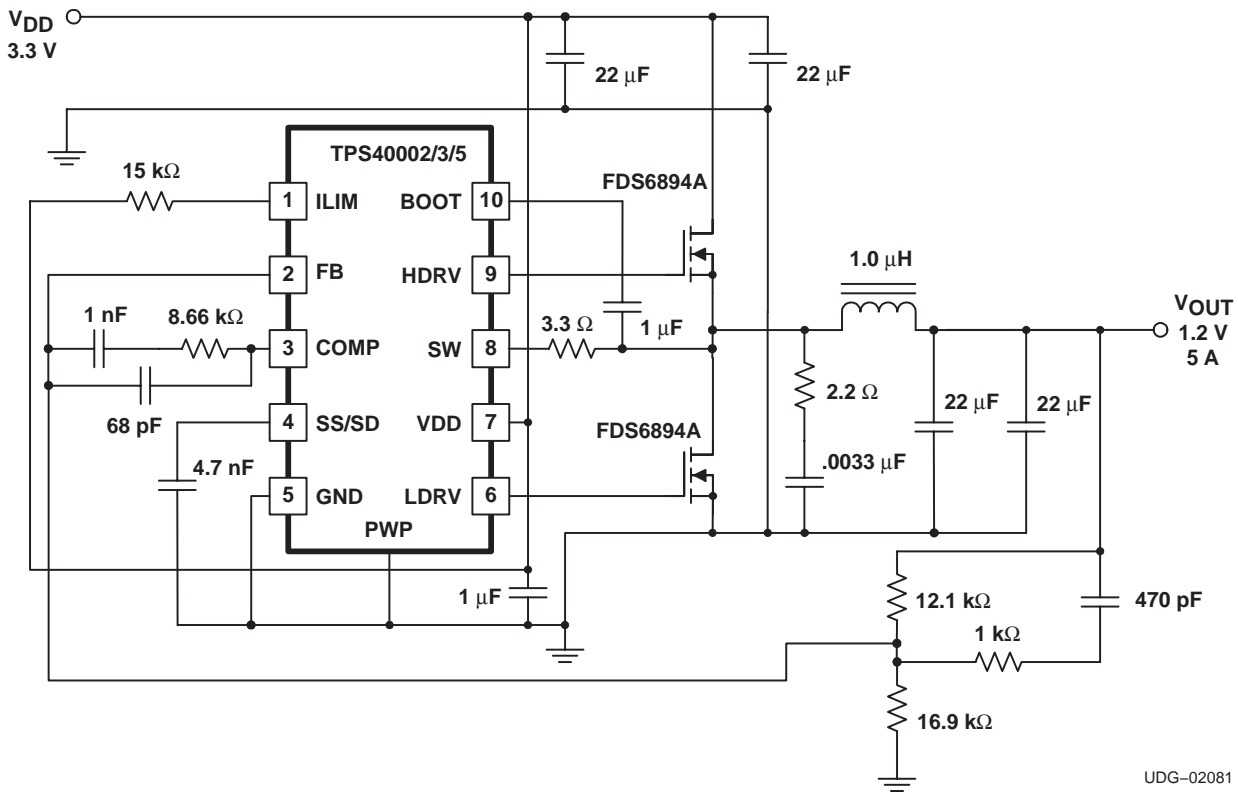 VDD
3.3 V
22 μF
22 μF
TPS40002/3/5
15 kΩ
FDS6894A
1 ILIM
BOOT 10
1.0 μH
2 FB
HDRV 9
1 nF
8.66 kΩ
3.3 Ω
1 μF
VOUT
1.2 V
5 A
3 COMP
SW 8
2.2 Ω
68 pF
22 μF
22 μF
4 SS/SD
VDD 7
FDS6894A
4.7 nF
.0033 μF
5 GND
LDRV 6
PWP
1 μF
12.1 kΩ
470 pF
1 kΩ
16.9 kΩ
UDG–02081